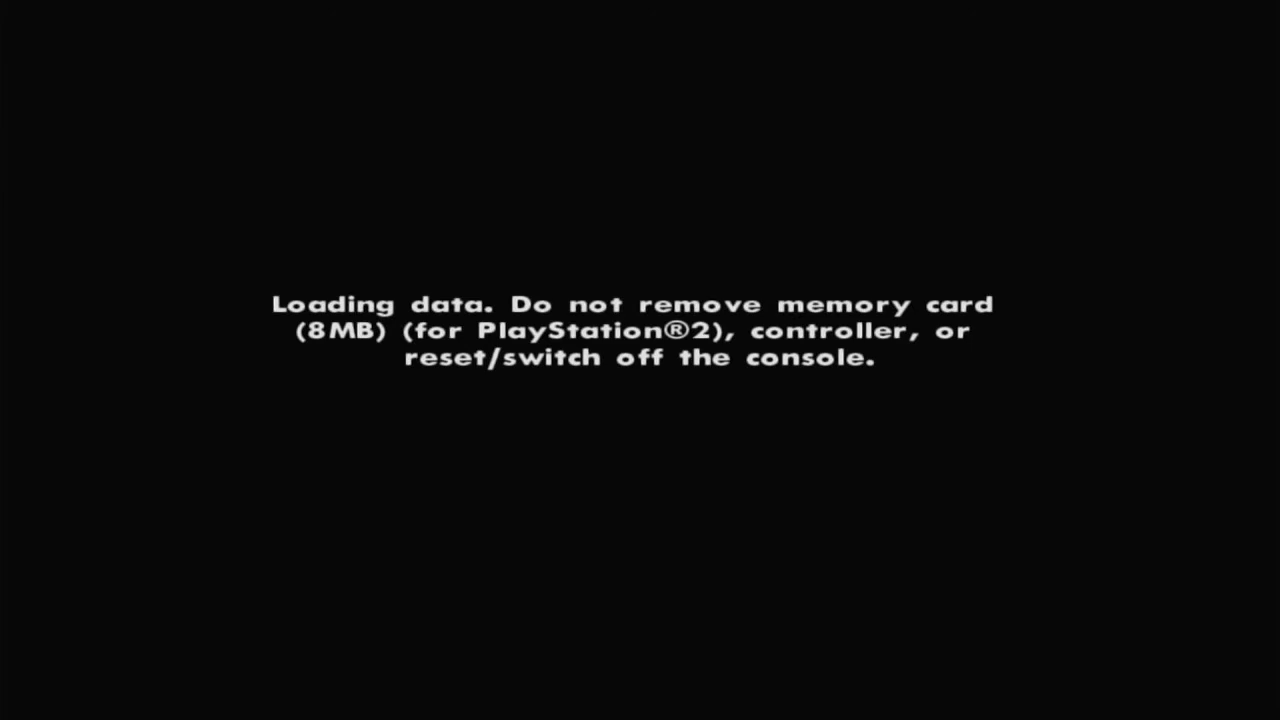 Loading data. Do not remove memory card
(8MB) (for PlayStation®2), controller, or
reset/switch off the console.